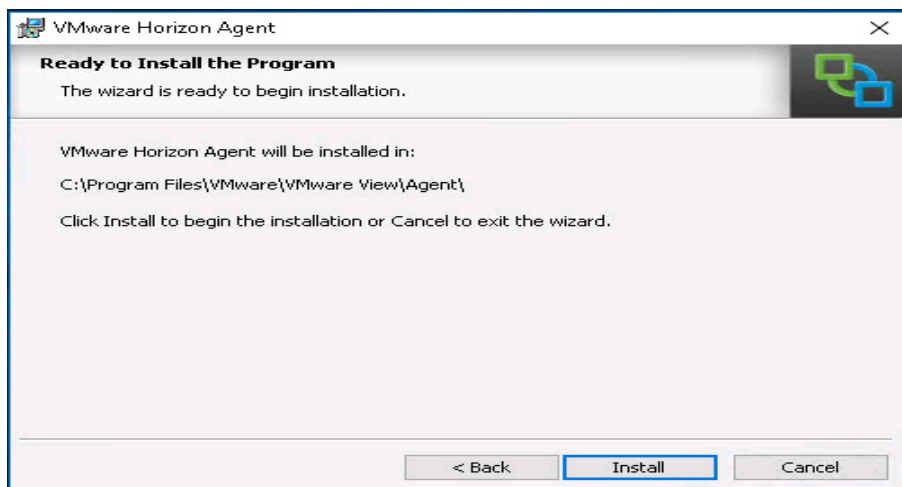 VMware Horizon Agent
Ready to Install the Program
The wizard is ready to begin installation.
VMware Horizon Agent will be installed in:
C:\Program Files\VMware\VMware View\Agent\
Click Install to begin the installation or Cancel to exit the wizard.
< Back Install Cancel